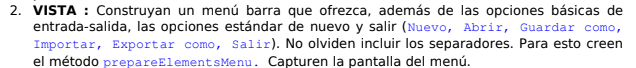 2. VISTA : Construyan un menú barra que ofrezca, además de las opciones básicas de
entrada-salida, las opciones estándar de nuevo y salir (Nuevo, Abrir, Guardar como,
Importar, Exportar como, Salir). No olviden incluir los separadores. Para esto creen
el método prepareElementsMenu. Capturen la pantalla del menú.